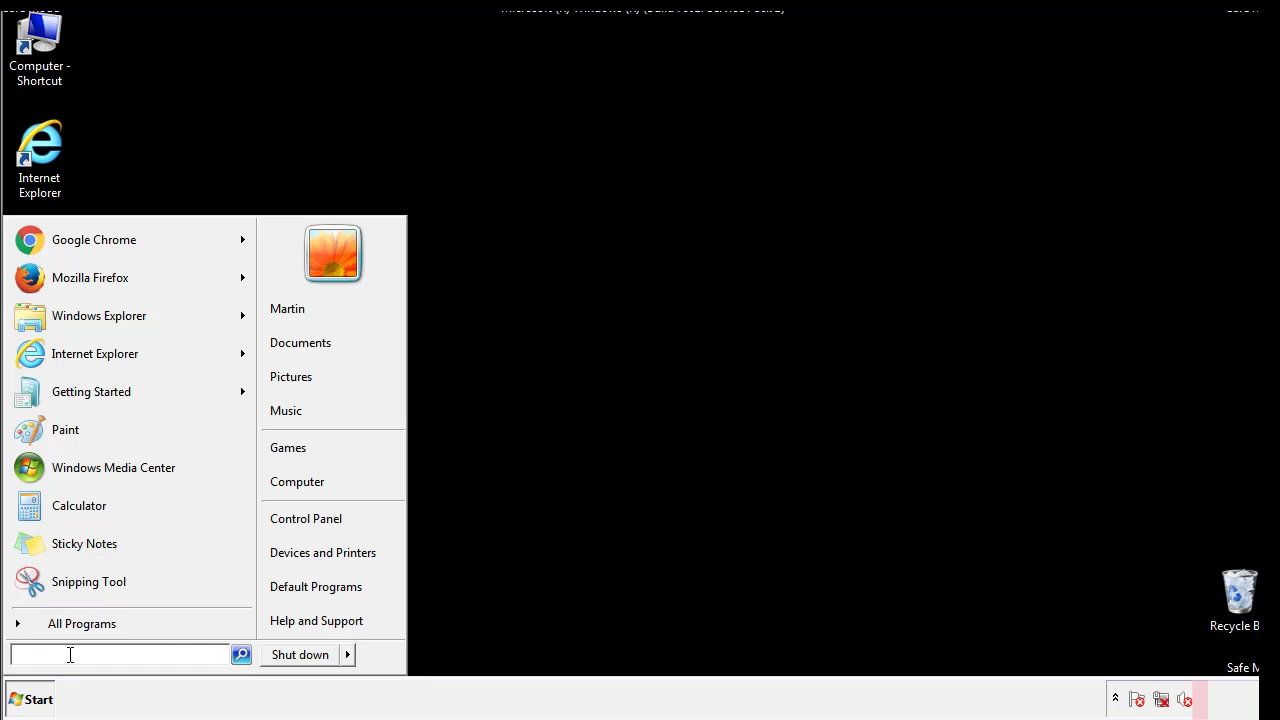 Computer -
Shortcut
Internet
Explorer
Google Chrome
Mozilla Firefox
Windows Explorer
Internet Explorer
Getting Started
Paint
Windows Media Center
Calculator
Sticky Notes
Snipping Tool
All Programs
Martin
Documents
Pictures
Music
Games
Computer
Control Panel
Devices and Printers
Default Programs
Help and Support
Shut down
Recycle B
Safe M
Start